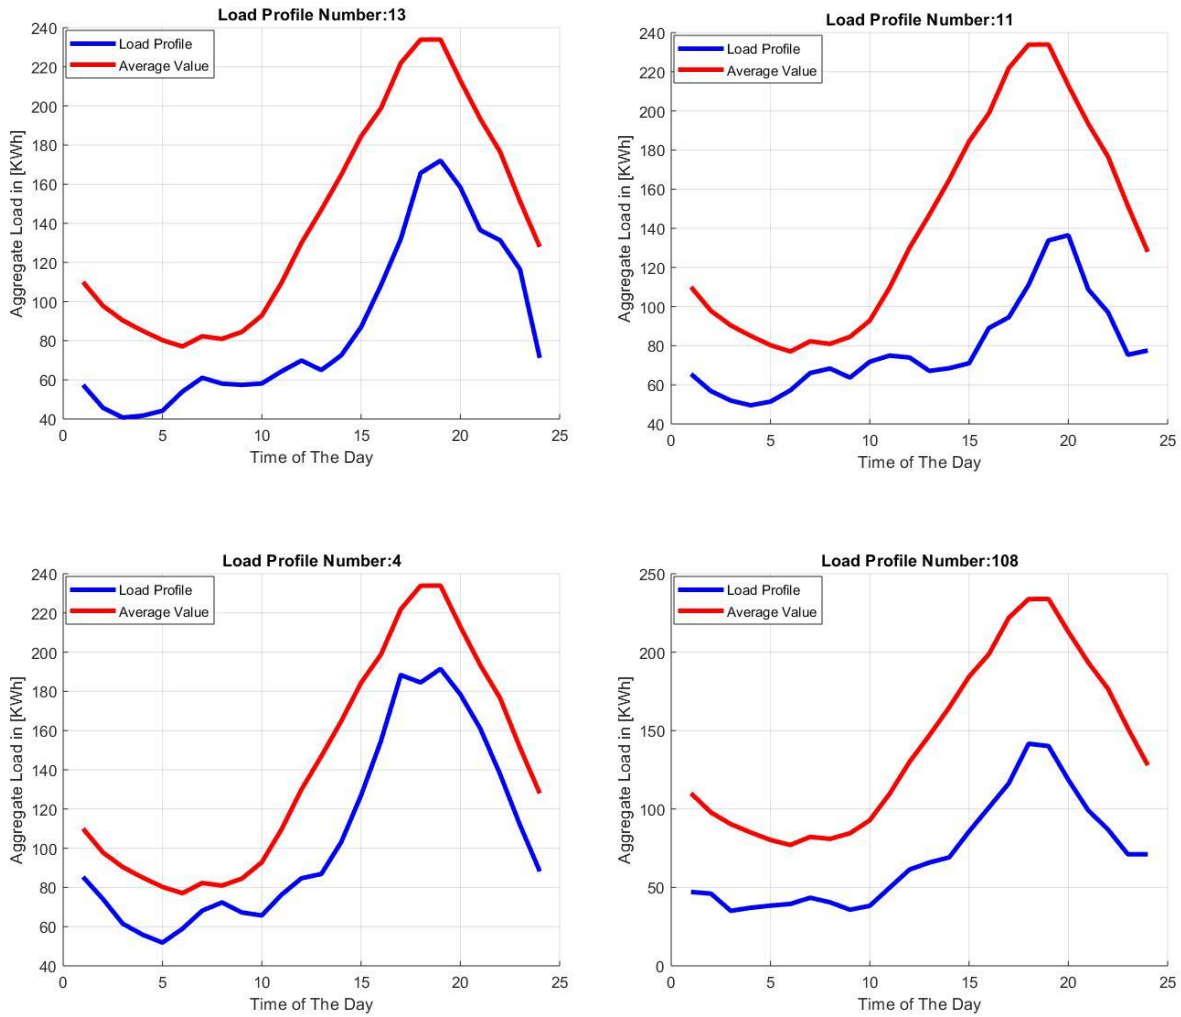 Load Profile Number:13
240
220
200
180
160
140
120
100
80
60
40
0 5 10 15 20 25
Aggregate Load in [KWh]
Time of The Day
Load Profile
Average Value
Load Profile Number:11
240
220
200
180
160
140
120
100
80
60
40
0 5 10 15 20 25
Aggregate Load in [KWh]
Time of The Day
Load Profile
Average Value
Load Profile Number:4
240
220
200
180
160
140
120
100
80
60
40
0 5 10 15 20 25
Aggregate Load in [KWh]
Time of The Day
Load Profile
Average Value
Load Profile Number:108
250
200
150
100
50
0
0 5 10 15 20 25
Aggregate Load in [KWh]
Time of The Day
Load Profile
Average Value